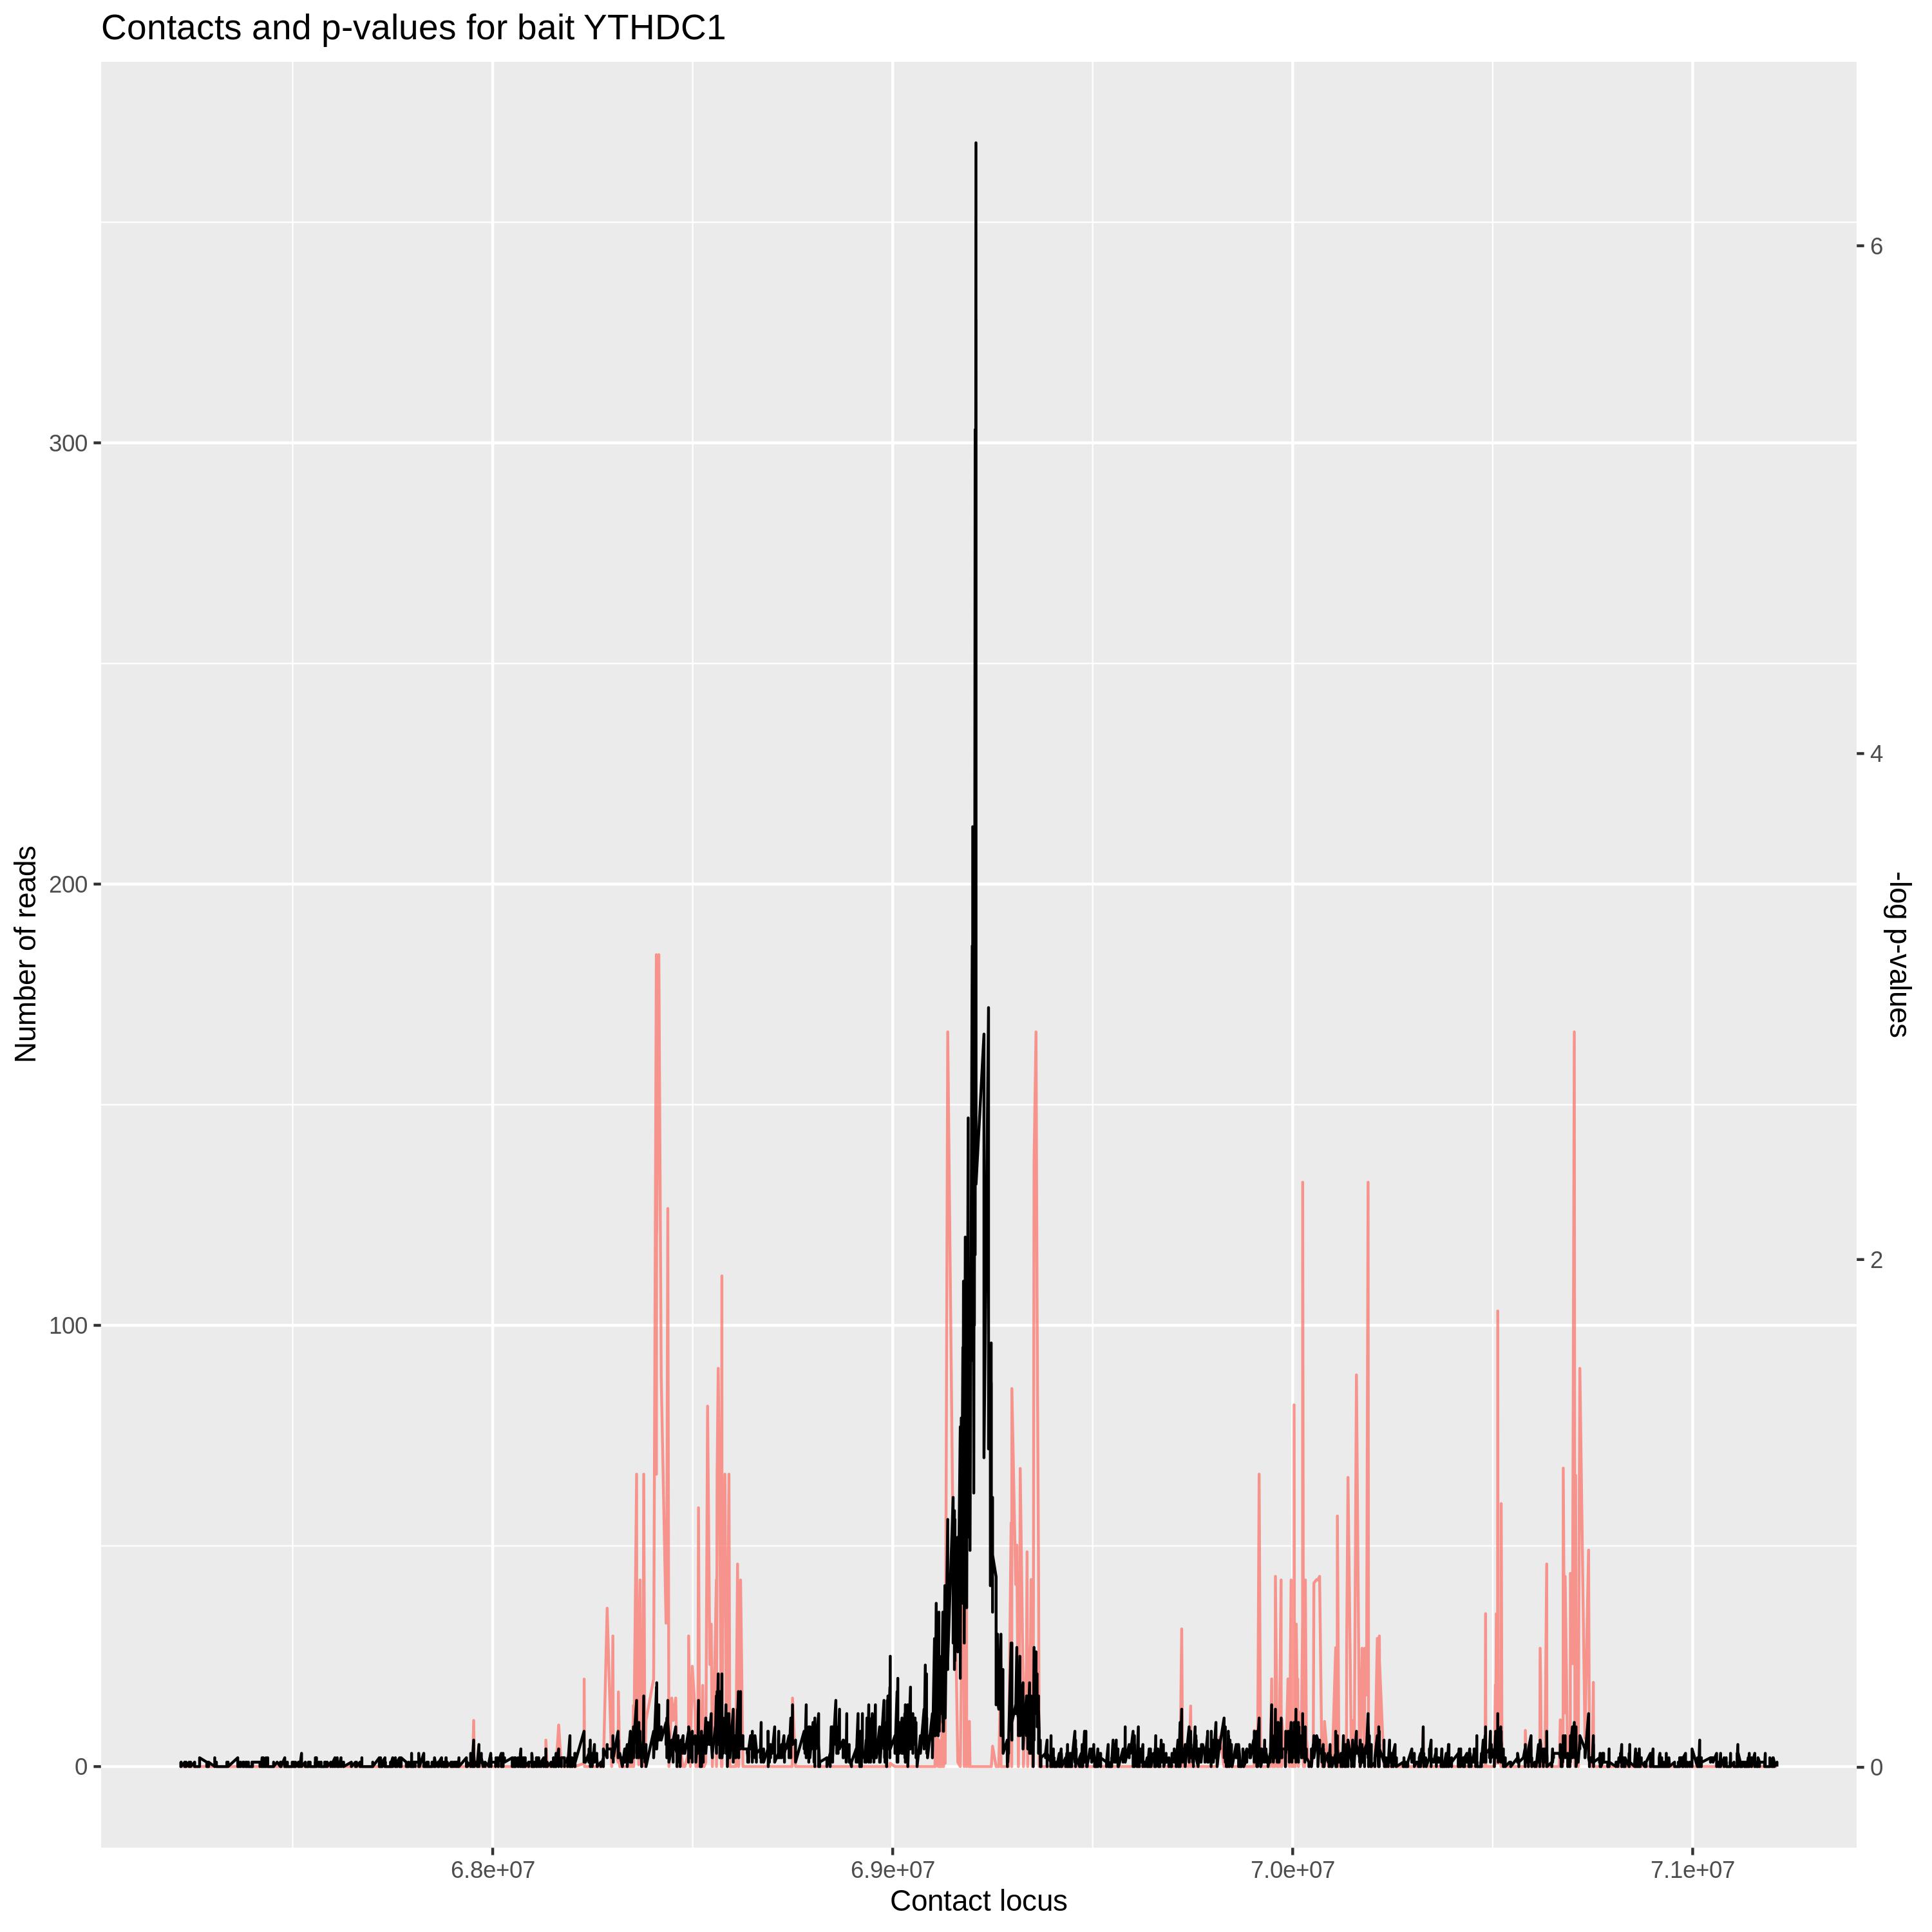 Contacts and p-values for bait YTHDC1
300
200
100
0
6
4
2
0
Number of reads
-log p-values
6.8e+07
6.9e+07
7.0e+07
7.1e+07
Contact locus